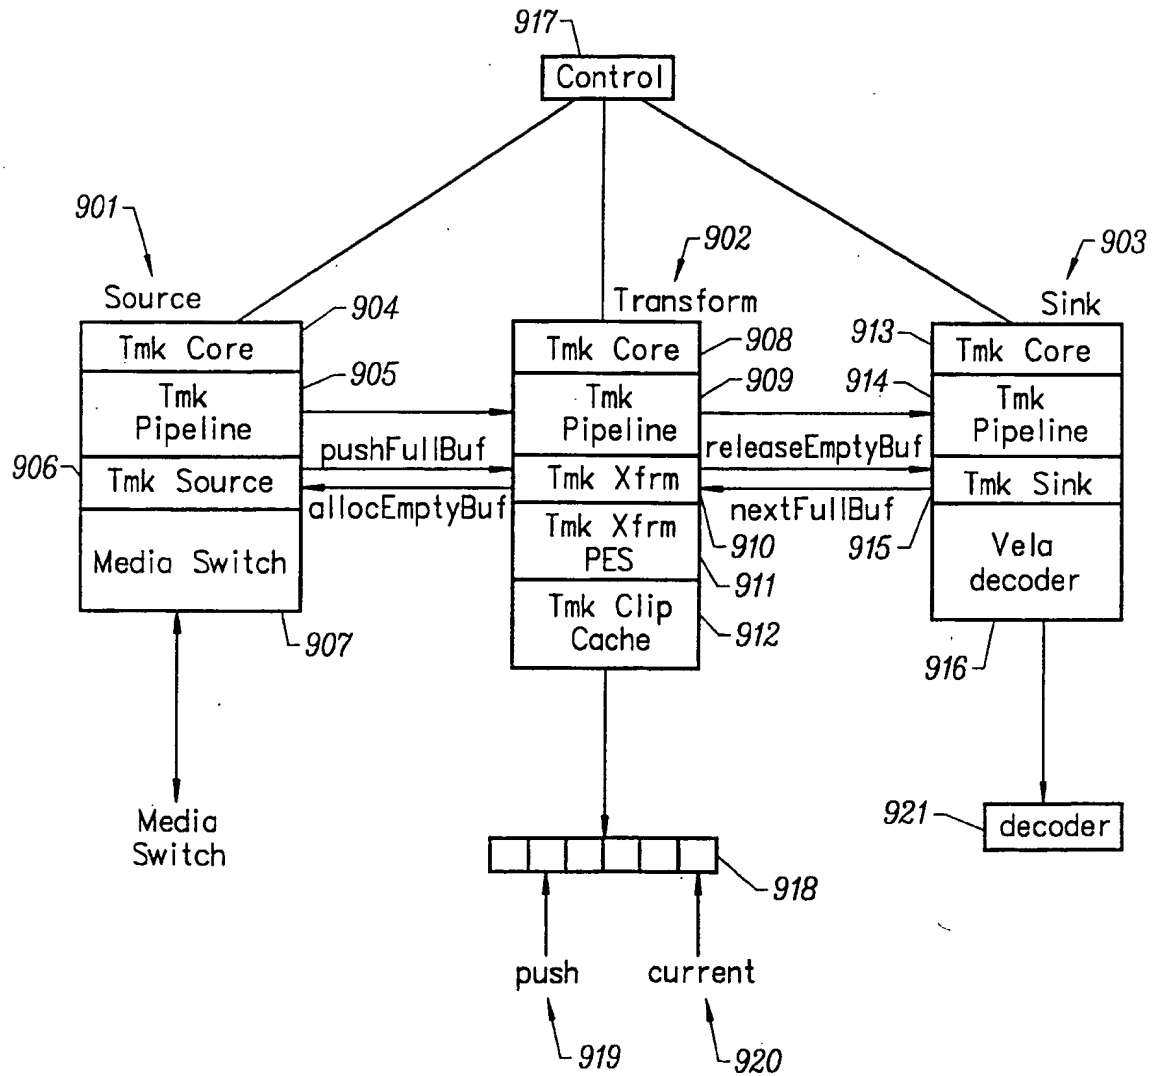 917
Control
901
902
903
Source
Transform
Sink
904
Tmk Core
Tmk Core
908
913
Tmk Core
905
909
914
Tmk
Pipeline
Tmk
Pipeline
Tmk
Pipeline
906
pushFullBuf
releaseEmptyBuf
Tmk Source
Tmk Xfrm
Tmk Sink
allocEmptyBuf
nextFullBuf
910
915
Media Switch
Tmk Xfrm
PES
911
Vela
decoder
Tmk Clip
Cache
912
907
916
Media
Switch
921
decoder
918
push
current
919
920